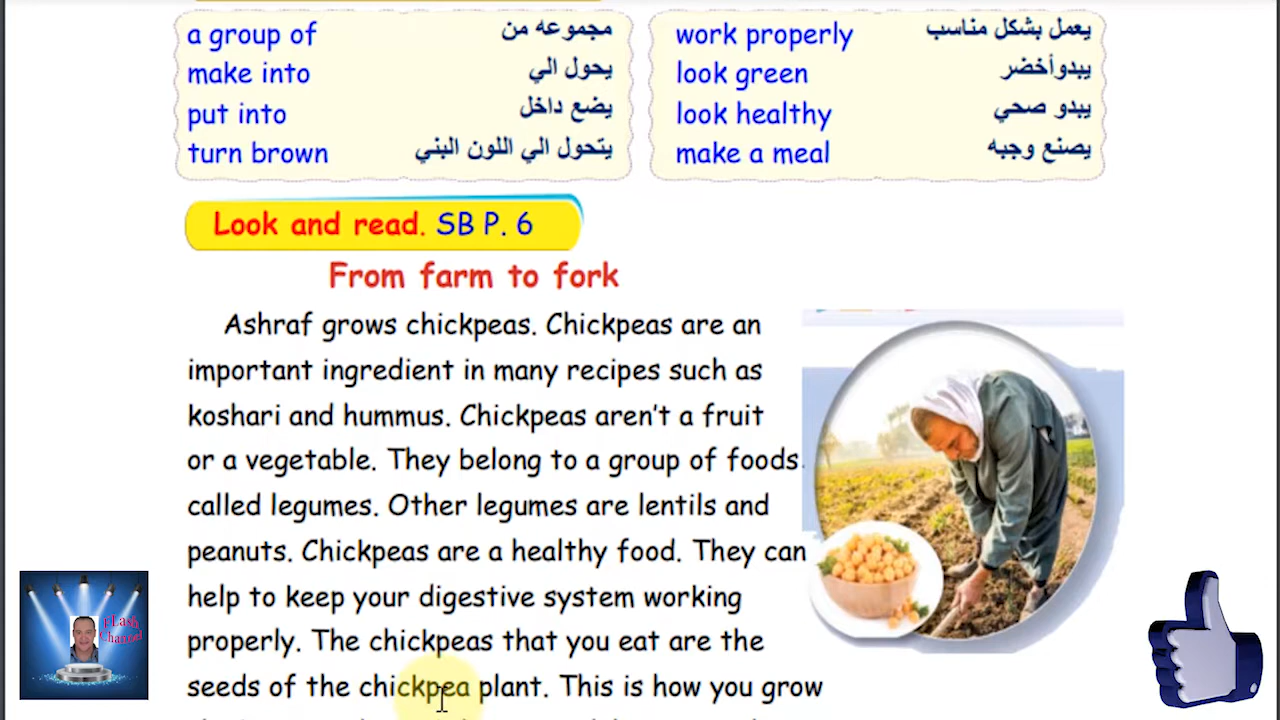 a group of مجموعه من
make into يحول الي
put into يضع داخل
turn brown يتحول الي اللون البني
work properly يعمل بشكل مناسب
look green يبدوأخضر
look healthy يبدو صحي
make a meal يصنع وجبه
Look and read. SB P. 6
From farm to fork
Ashraf grows chickpeas. Chickpeas are an
important ingredient in many recipes such as
koshari and hummus. Chickpeas aren't a fruit
or a vegetable. They belong to a group of foods
called legumes. Other legumes are lentils and
peanuts. Chickpeas are a healthy food. They can
help to keep your digestive system working
properly. The chickpeas that you eat are the
seeds of the chickpea plant. This is how you grow
FLash
Channel